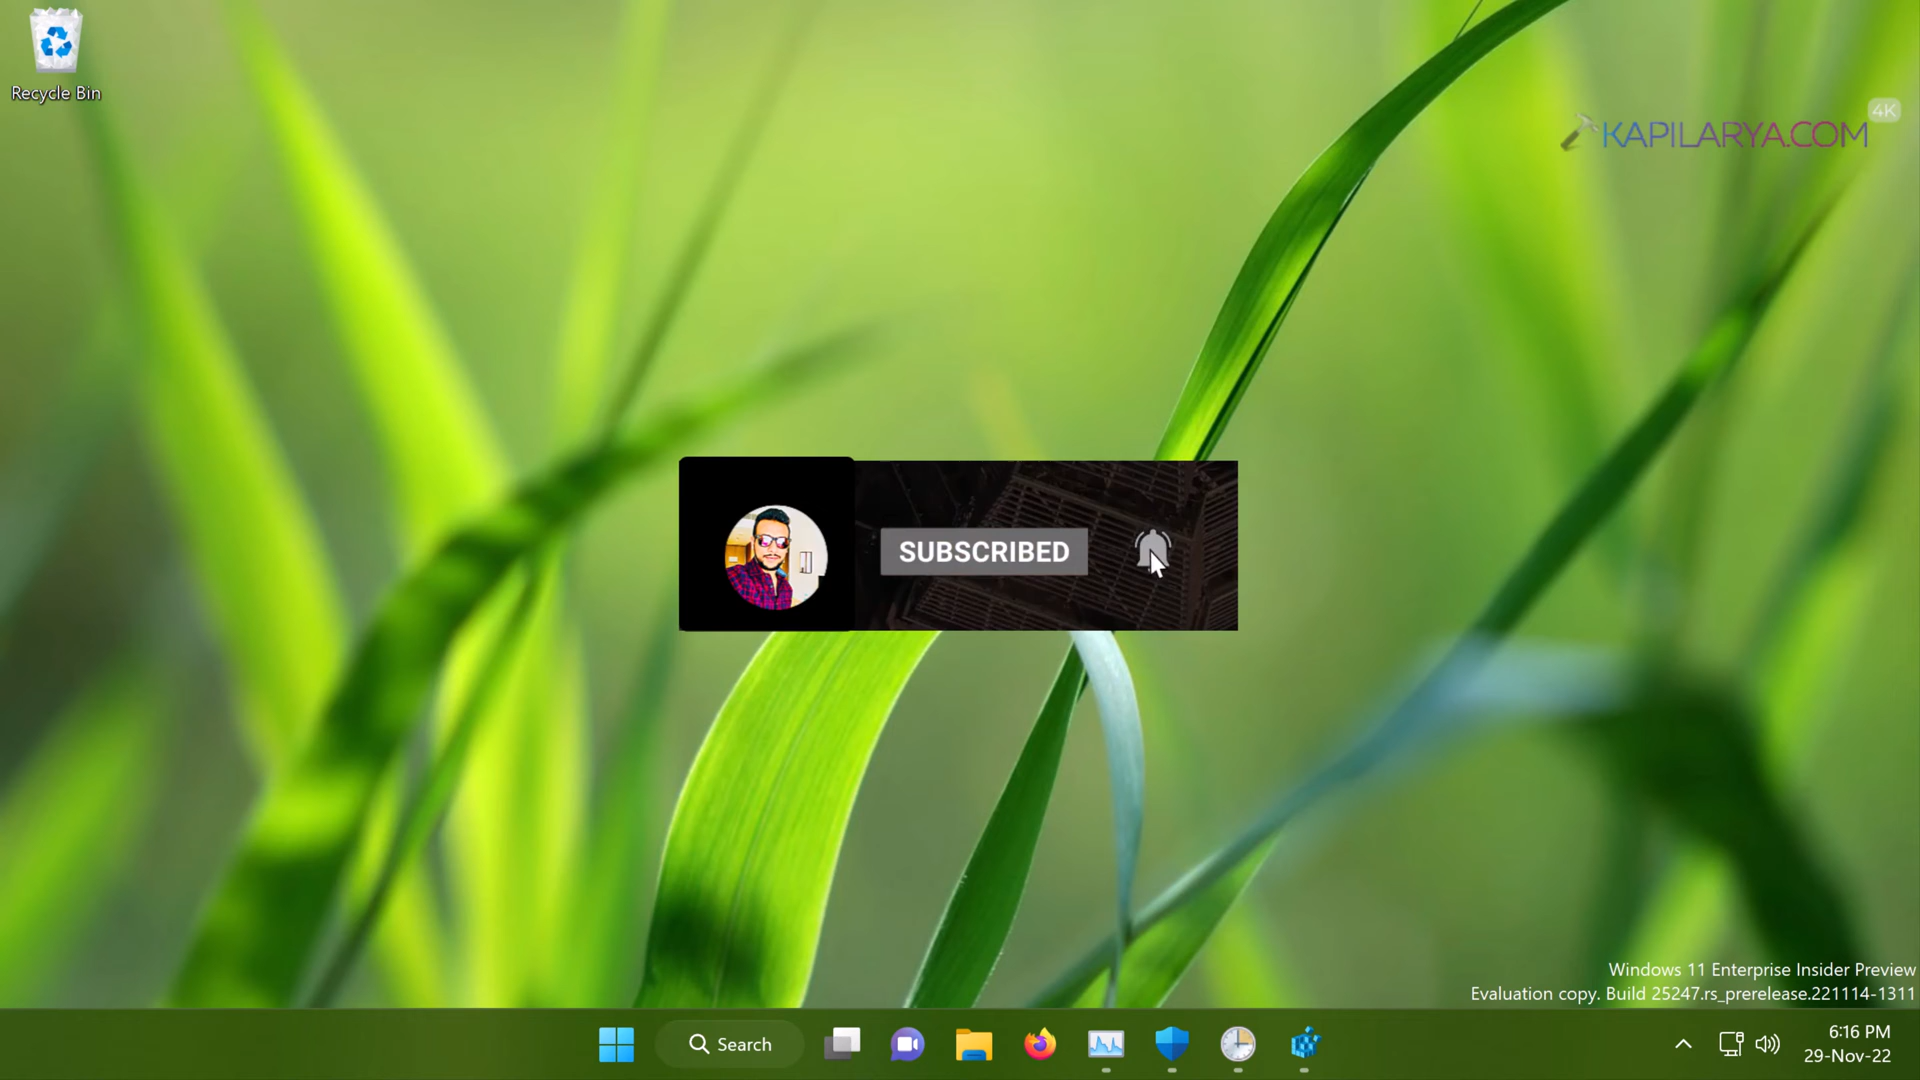 Recycle Bin
4K
KAPILARYA.COM
SUBSCRIBED
Windows 11 Enterprise Insider Preview
Evaluation copy. Build 25247.rs_prerelease.221114-1311
Search
6:16 PM
29-Nov-22